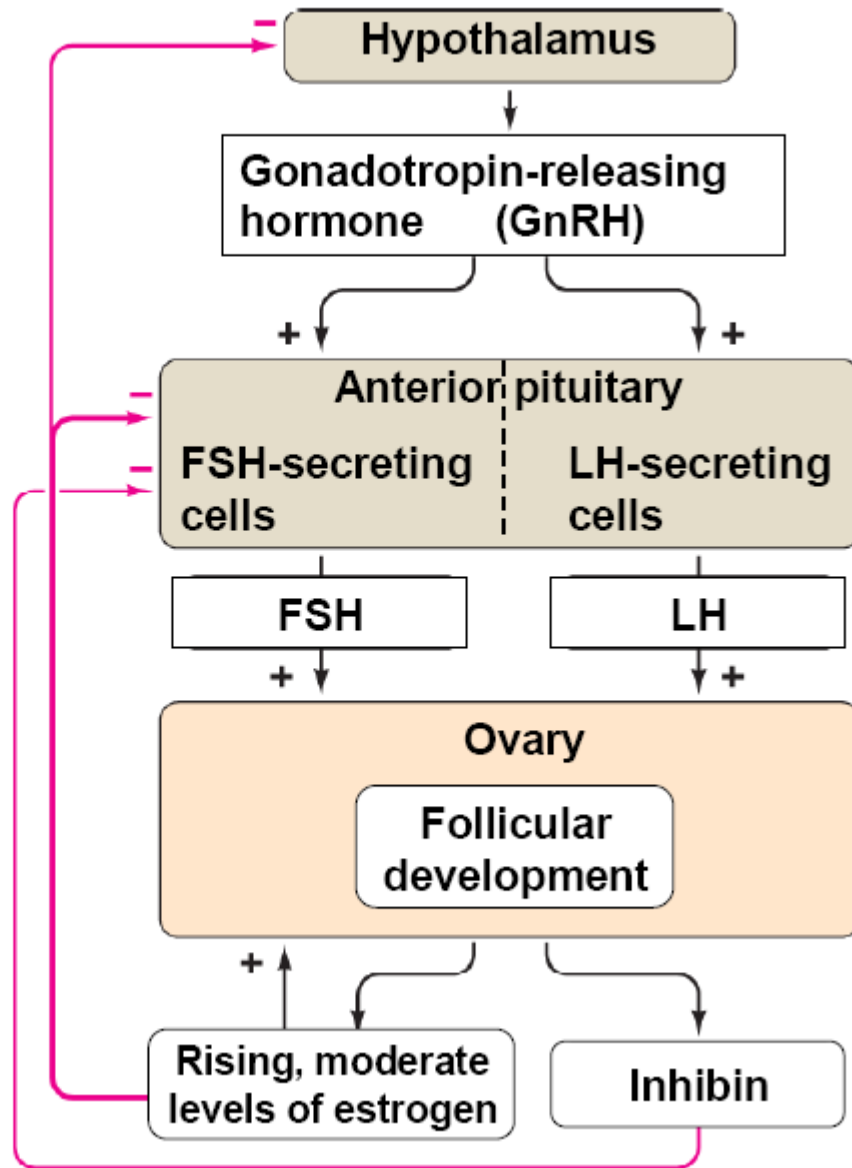 -
Hypothalamus
Gonadotropin-releasing
hormone (GnRH)
+ +
-
Anterior pituitary
-
FSH-secreting
cells
LH-secreting
cells
FSH
LH
+ +
Ovary
Follicular
development
+
Rising, moderate
levels of estrogen
Inhibin